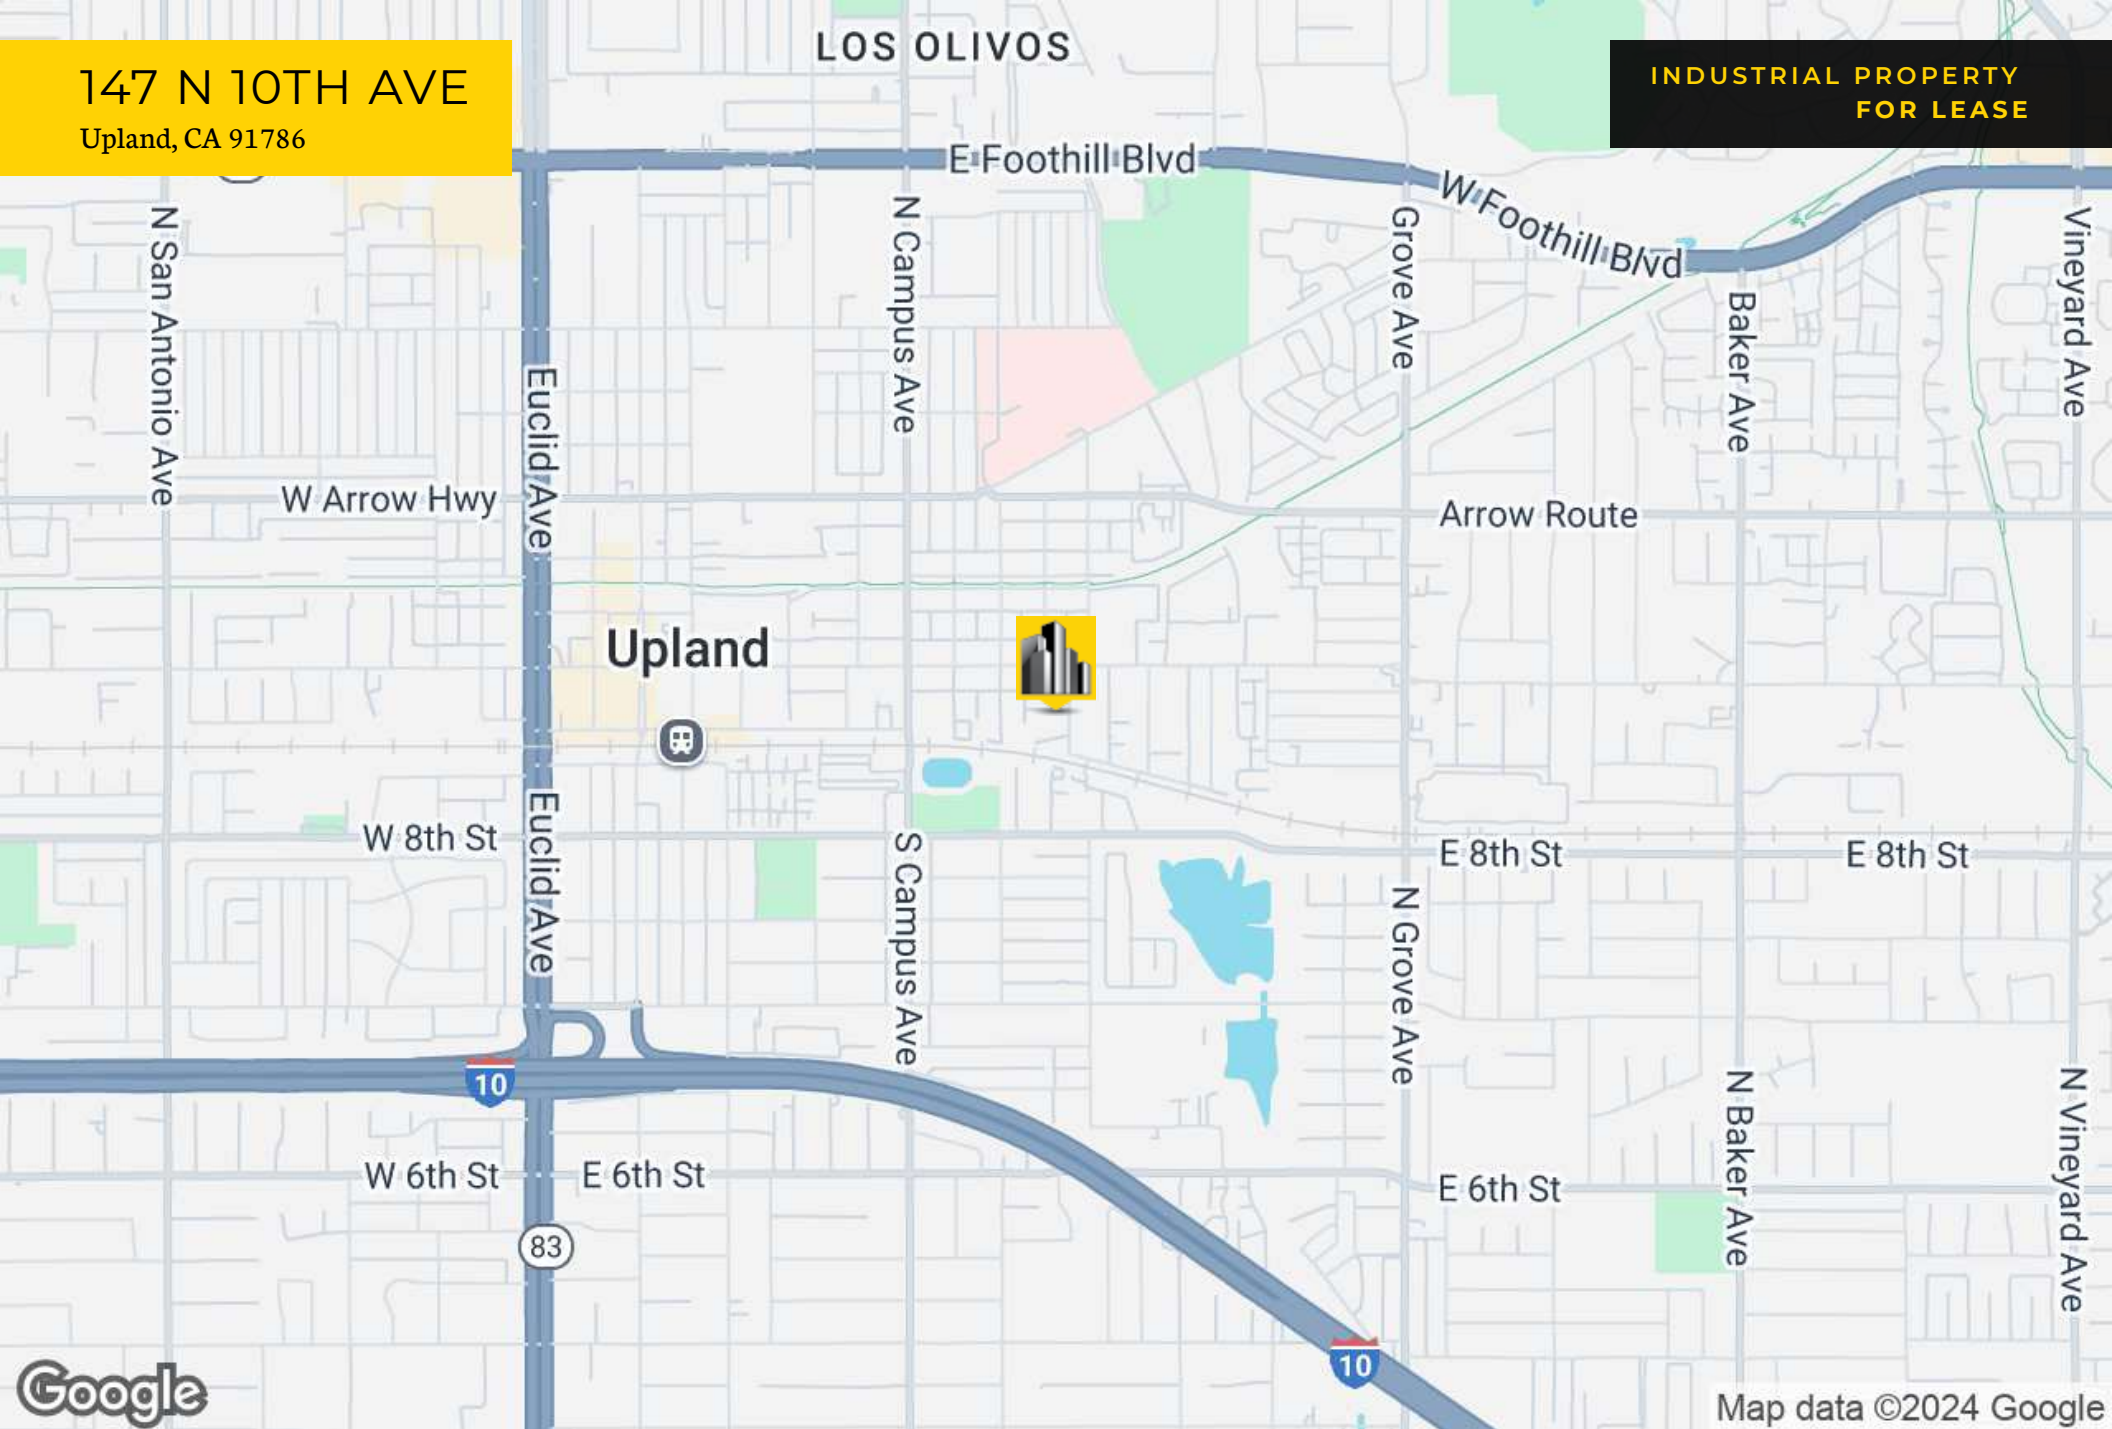 147 N 10TH AVE
Upland, CA 91786
INDUSTRIAL PROPERTY
FOR LEASE
LOS OLIVOS
E Foothill Blvd
W Foothill Blvd
N San Antonio Ave
Euclid Ave
N Campus Ave
Grove Ave
Baker Ave
Vineyard Ave
W Arrow Hwy
Arrow Route
Upland
W 8th St
Euclid Ave
S Campus Ave
E 8th St
E 8th St
N Grove Ave
10
N Baker Ave
N Vineyard Ave
W 6th St
E 6th St
E 6th St
83
10
Google
Map data ©2024 Google